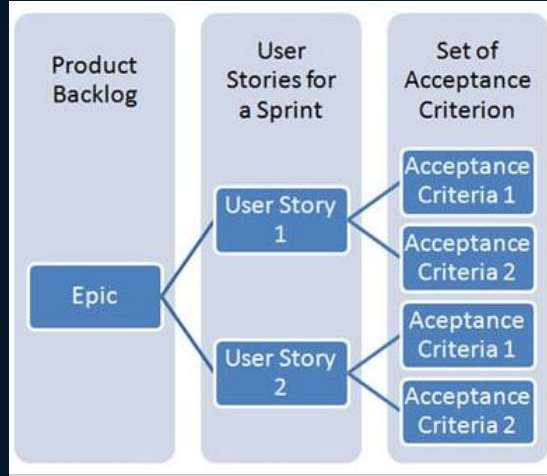 Product
Backlog
Epic
User
Stories for
a Sprint
User Story
1
User Story
2
Set of
Acceptance
Criterion
Acceptance
Criteria 1
Acceptance
Criteria 2
Aceptance
Criteria 1
Acceptance
Criteria 2